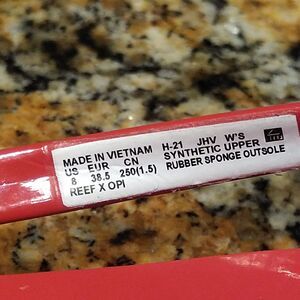 MADE IN VIETNAM H-21 JHV W'S
US EUR CN SYNTHETIC UPPER
8 38.5 250(1.5) RUBBER SPONGE OUTSOLE
REEF X OPI